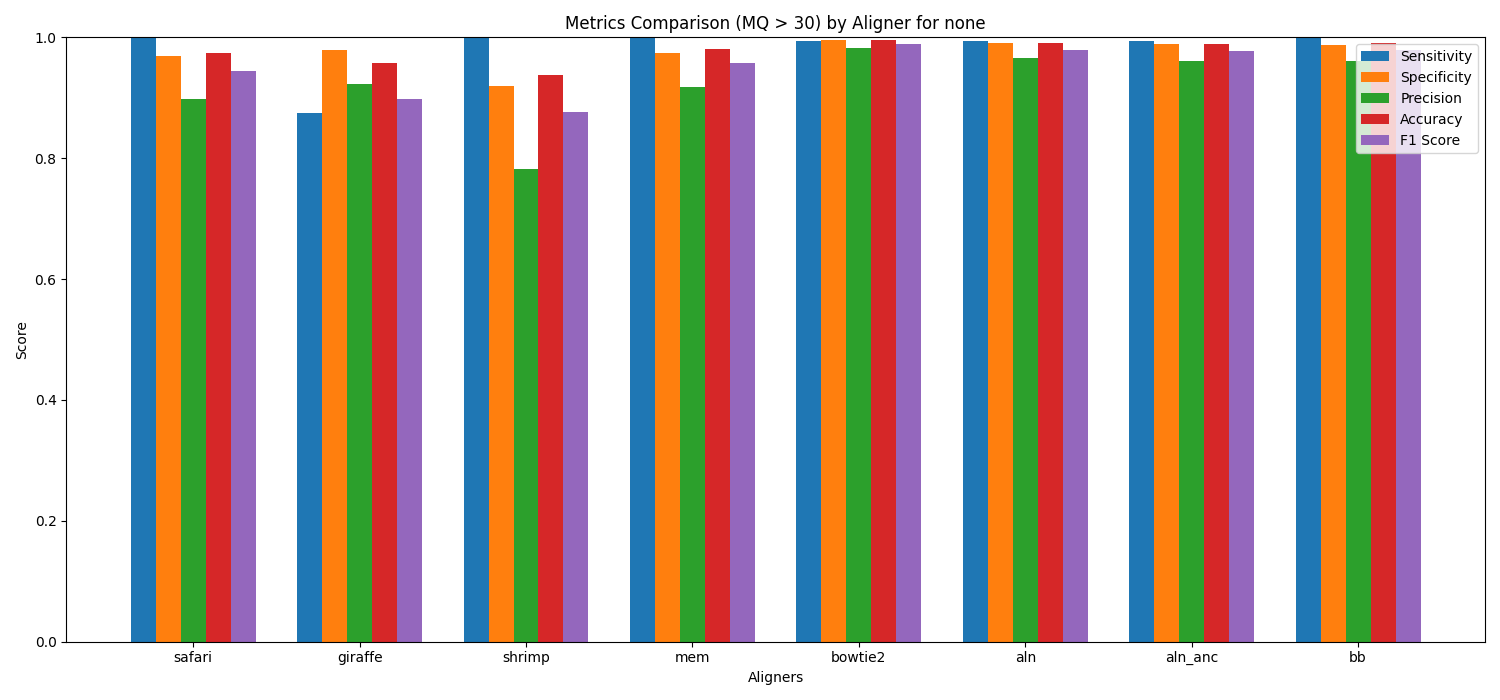 Metrics Comparison (MQ > 30) by Aligner for none
1.0
0.8
0.6
0.4
0.2
0.0
Score
Sensitivity
Specificity
Precision
Accuracy
F1 Score
safari
giraffe
shrimp
mem
bowtie2
aln
aln_anc
bb
Aligners